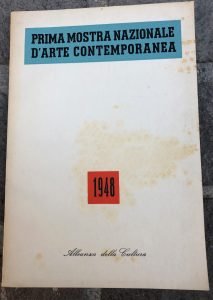 PRIMA MOSTRA NAZIONALE
D'ARTE CONTEMPORANEA
1948
Alleanza della Cultura